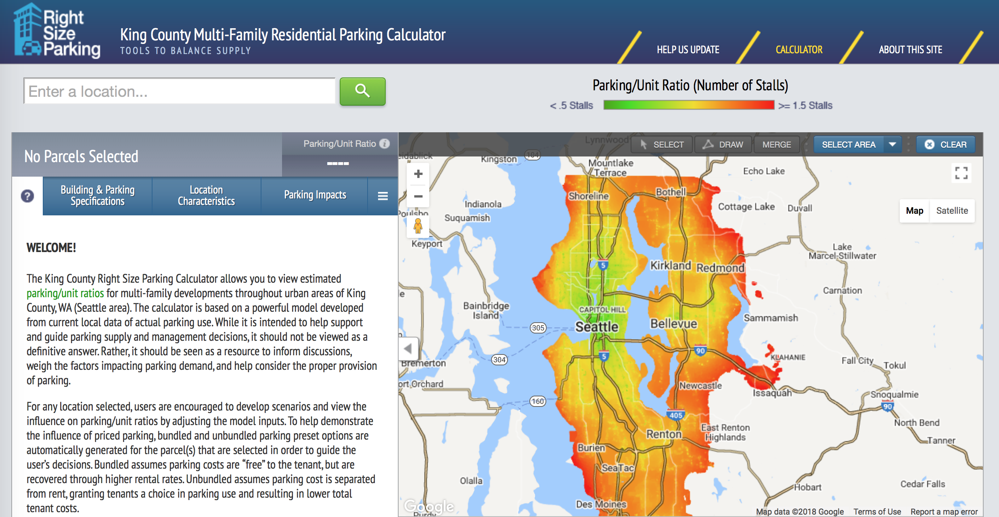 Right
Size
Parking
King County Multi-Family Residential Parking Calculator
TOOLS TO BALANCE SUPPLY
HELP US UPDATE
CALCULATOR
ABOUT THIS SITE
Enter a location...
Parking/Unit Ratio (Number of Stalls)
< .5 Stalls
>= 1.5 Stalls
No Parcels Selected
Parking/Unit Ratio
----
?
Building & Parking
Specifications
Location
Characteristics
Parking Impacts
WELCOME!
The King County Right Size Parking Calculator allows you to view estimated
parking/unit ratios for multi-family developments throughout urban areas of King
County, WA (Seattle area). The calculator is based on a powerful model developed
from current local data of actual parking use. While it is intended to help support
and guide parking supply and management decisions, it should not be viewed as a
definitive answer. Rather, it should be seen as a resource to inform discussions,
weigh the factors impacting parking demand, and help consider the proper provision
of parking.
For any location selected, users are encouraged to develop scenarios and view the
influence on parking/unit ratios by adjusting the model inputs. To help demonstrate
the influence of priced parking, bundled and unbundled parking preset options are
automatically generated for the parcel(s) that are selected in order to guide the
user’s decisions. Bundled assumes parking costs are “free” to the tenant, but are
recovered through higher rental rates. Unbundled assumes parking cost is separated
from rent, granting tenants a choice in parking use and resulting in lower total
tenant costs.
Lynnwood
SELECT
DRAW
MERGE
SELECT AREA
CLEAR
Kingston
104
Mountlake
Terrace
Echo Lake
+
−
Shoreline
Bothell
Cottage Lake
Duvall
Map
Satellite
Indianola
Poulsbo
Suquamish
Keyport
Lake
Marcel-Stillwater
5
Kirkland
Redmond
Carnation
Bainbridge
Island
CAPITOL HILL
Seattle
Bellevue
Sammamish
305
304
5
90
KLAHANIE
Fall City
Tokul
Bremerton
ort Orchard
Newcastle
Issaquah
Snoqualmie
160
90
405
North Bend
East Renton
Highlands
Renton
Tanner
Burien
SeaTac
Olalla
Hobart
Cedar Falls
Des Moines
Google
Purdy
Map data ©2018 Google
Terms of Use
Report a map error